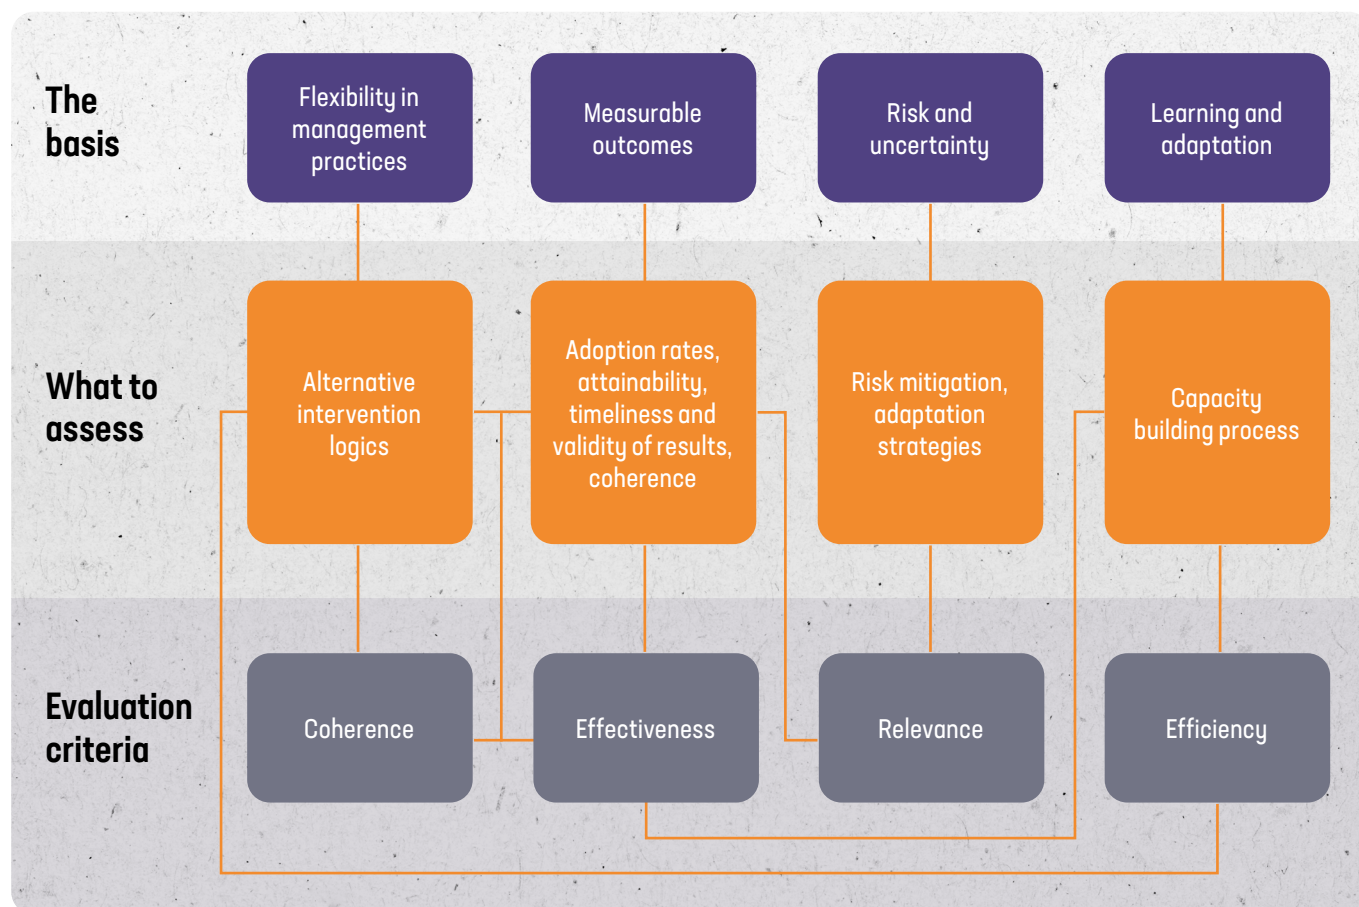 The
basis
Flexibility in
management
practices
Measurable
outcomes
Risk and
uncertainty
Learning and
adaptation
What to
assess
Alternative
intervention
logics
Adoption rates,
attainability,
timeliness and
validity of results,
coherence
Risk mitigation,
adaptation
strategies
Capacity
building process
Evaluation
criteria
Coherence
Effectiveness
Relevance
Efficiency